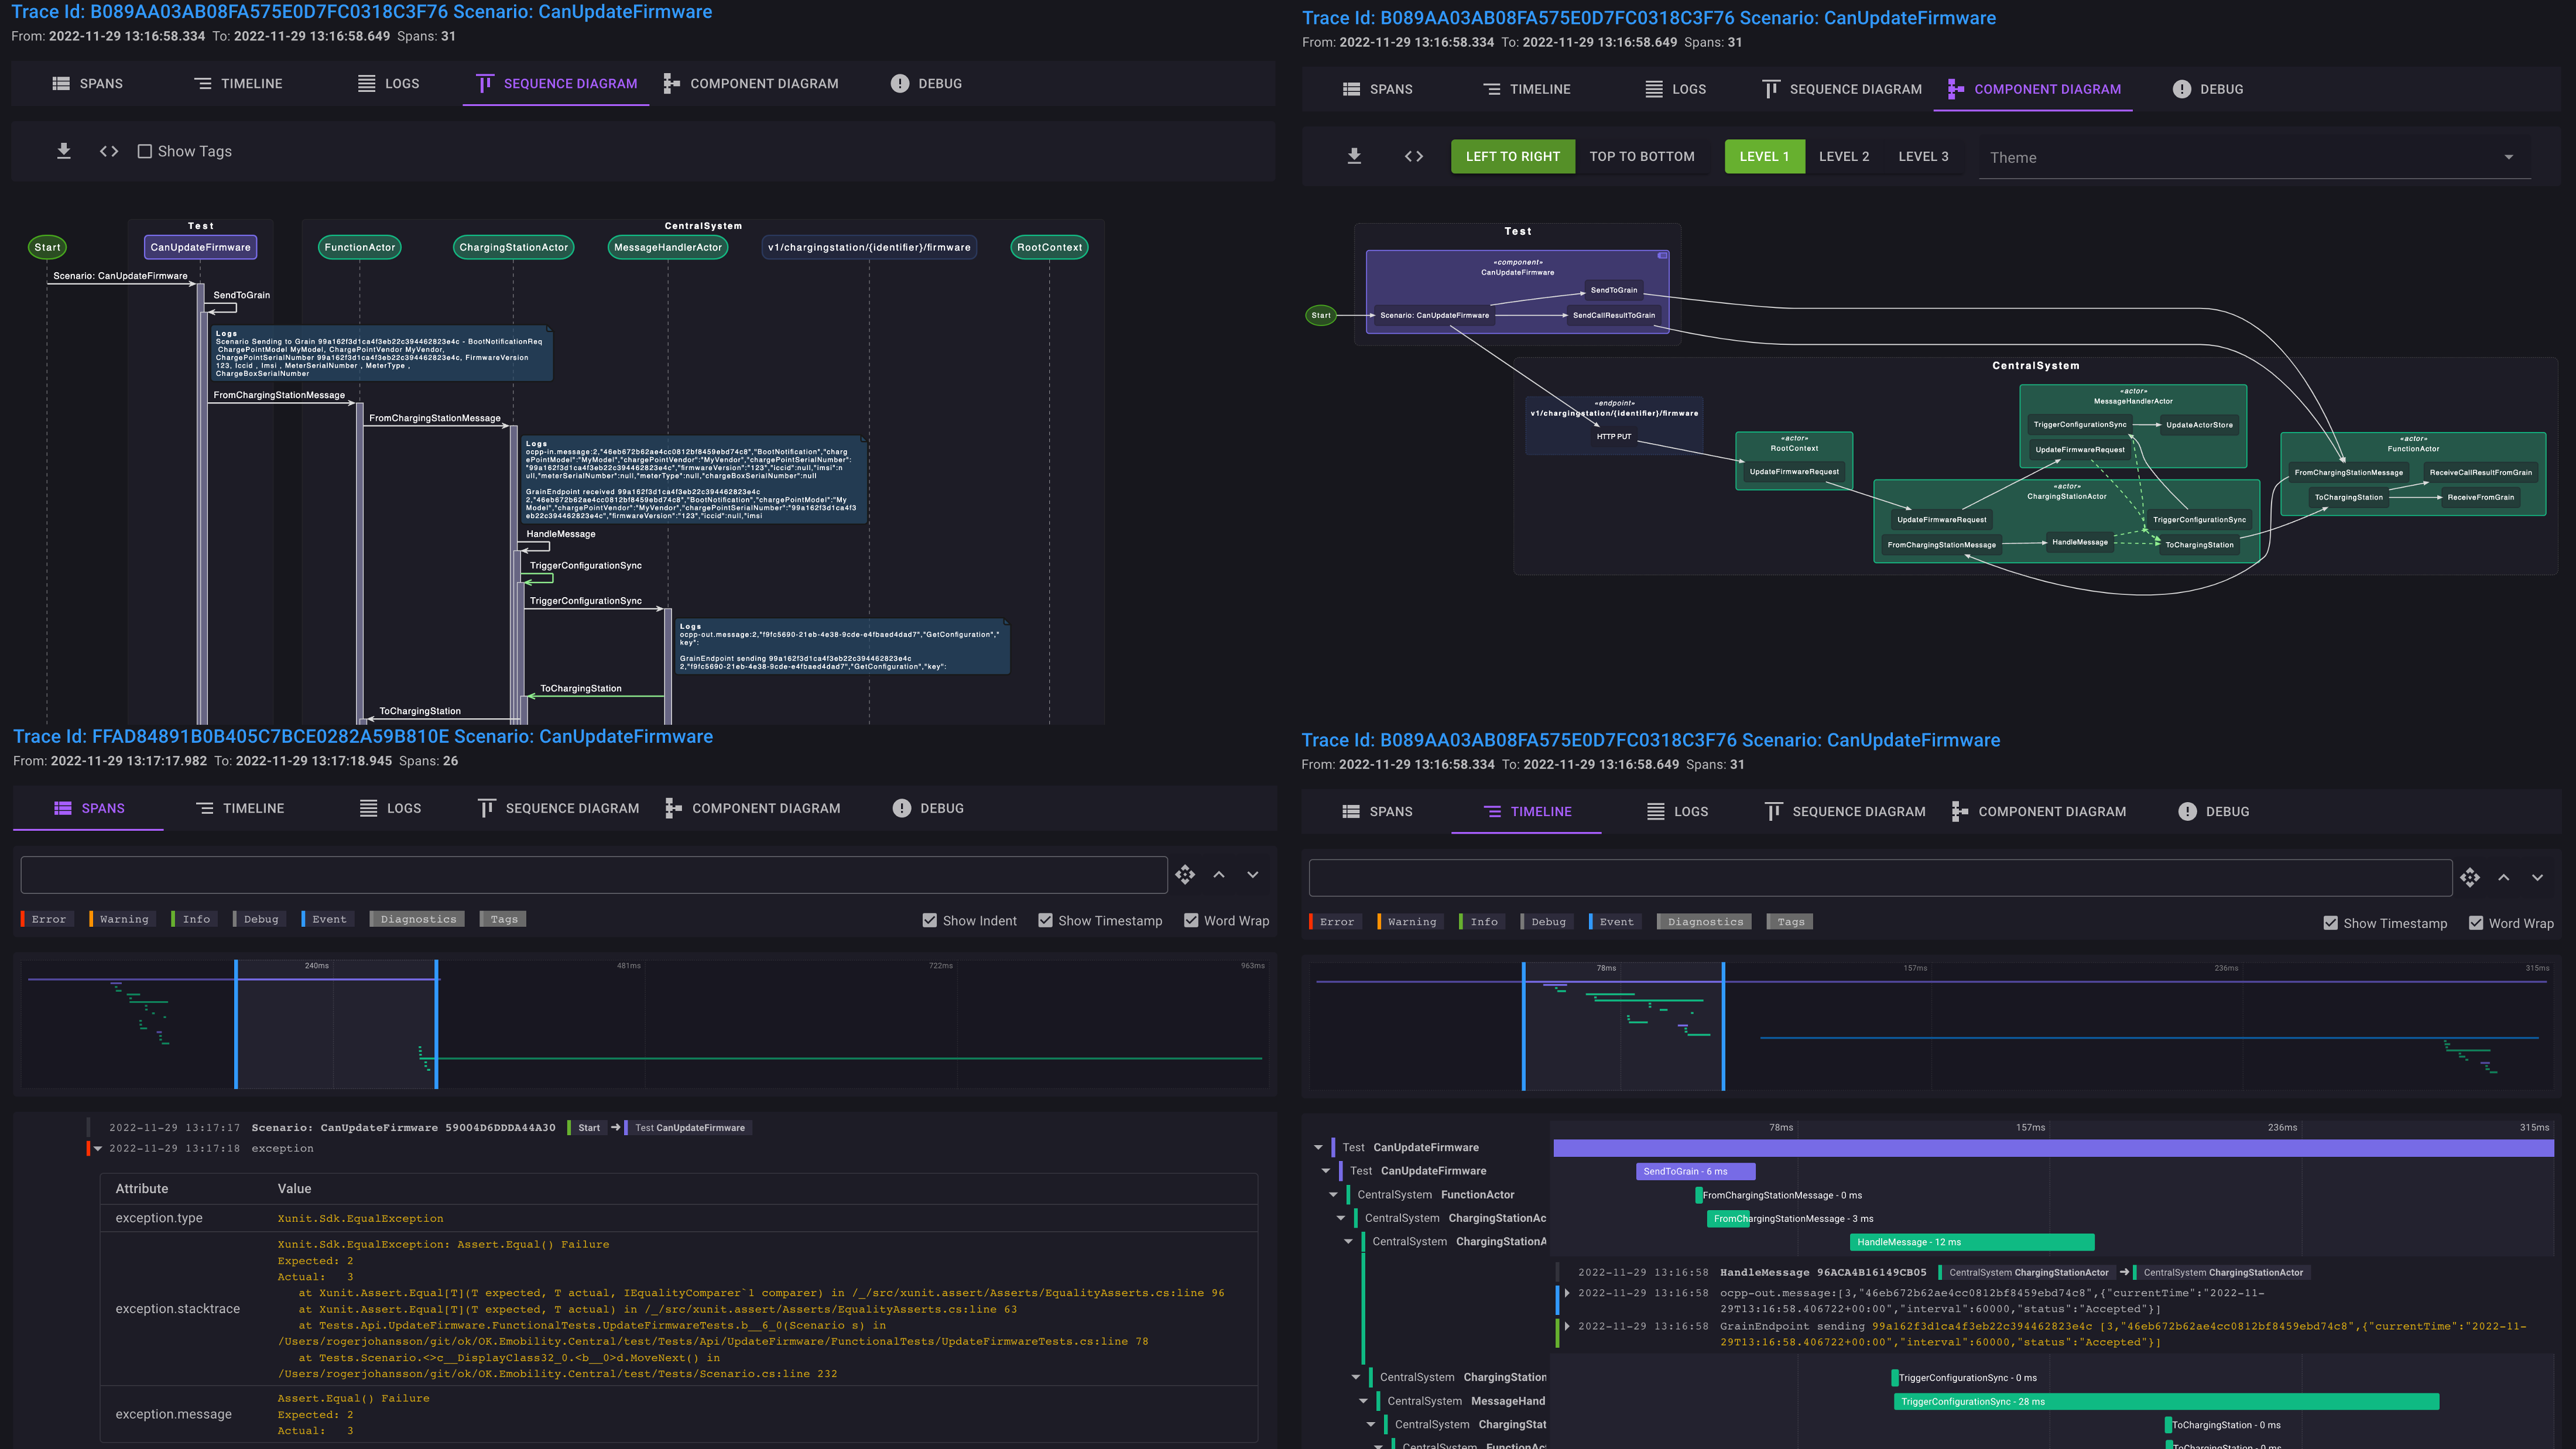 Trace Id: B089AA03AB08FA575E0D7FC0318C3F76 Scenario: CanUpdateFirmware
From: 2022-11-29 13:16:58.334 To: 2022-11-29 13:16:58.649 Spans: 31
SPANS TIMELINE LOGS SEQUENCE DIAGRAM COMPONENT DIAGRAM DEBUG
Show Tags
Test
CentralSystem
Start CanUpdateFirmware FunctionActor ChargingStationActor MessageHandlerActor v1/chargingstation/{identifier}/firmware RootContext
Scenario: CanUpdateFirmware
SendToGrain
Logs
Scenario Sending to Grain 99a162f3d1ca4f3eb22c394462823e4c - BootNotificationReq
ChargePointModel MyModel, ChargePointVendor MyVendor,
ChargePointSerialNumber 99a162f3d1ca4f3eb22c394462823e4c, FirmwareVersion
123, Iccid , Imsi , MeterSerialNumber , MeterType ,
ChargeBoxSerialNumber
FromChargingStationMessage
FromChargingStationMessage
Logs
ocpp-in.message:2,"46eb672b62ae4cc0812bf8459ebd74c8","BootNotification","charg
ePointModel":"MyModel","chargePointVendor":"MyVendor","chargePointSerialNumber":
"99a162f3d1ca4f3eb22c394462823e4c","firmwareVersion":"123","iccid":null,"imsi":n
ull,"meterSerialNumber":null,"meterType":null,"chargeBoxSerialNumber":null
GrainEndpoint received 99a162f3d1ca4f3eb22c394462823e4c
2,"46eb672b62ae4cc0812bf8459ebd74c8","BootNotification","chargePointModel":"My
Model","chargePointVendor":"MyVendor","chargePointSerialNumber":"99a162f3d1ca4f3
eb22c394462823e4c","firmwareVersion":"123","iccid":null,"imsi
HandleMessage
TriggerConfigurationSync
TriggerConfigurationSync
Logs
ocpp-out.message:2,"f9fc5690-21eb-4e38-9cde-e4fbaed4dad7","GetConfiguration","
key":
GrainEndpoint sending 99a162f3d1ca4f3eb22c394462823e4c
2,"f9fc5690-21eb-4e38-9cde-e4fbaed4dad7","GetConfiguration","key":
ToChargingStation
ToChargingStation
Trace Id: B089AA03AB08FA575E0D7FC0318C3F76 Scenario: CanUpdateFirmware
From: 2022-11-29 13:16:58.334 To: 2022-11-29 13:16:58.649 Spans: 31
SPANS TIMELINE LOGS SEQUENCE DIAGRAM COMPONENT DIAGRAM DEBUG
LEFT TO RIGHT TOP TO BOTTOM LEVEL 1 LEVEL 2 LEVEL 3 Theme
Test
«component»
CanUpdateFirmware
SendToGrain
Start Scenario: CanUpdateFirmware SendCallResultToGrain
CentralSystem
«endpoint»
v1/chargingstation/{identifier}/firmware
HTTP PUT
«actor»
RootContext
UpdateFirmwareRequest
«actor»
MessageHandlerActor
TriggerConfigurationSync UpdateActorStore
UpdateFirmwareRequest
«actor»
ChargingStationActor
UpdateFirmwareRequest TriggerConfigurationSync
FromChargingStationMessage HandleMessage ToChargingStation
«actor»
FunctionActor
FromChargingStationMessage ReceiveCallResultFromGrain
ToChargingStation ReceiveFromGrain
Trace Id: FFAD84891B0B405C7BCE0282A59B810E Scenario: CanUpdateFirmware
From: 2022-11-29 13:17:17.982 To: 2022-11-29 13:17:18.945 Spans: 26
SPANS TIMELINE LOGS SEQUENCE DIAGRAM COMPONENT DIAGRAM DEBUG
Error Warning Info Debug Event Diagnostics Tags Show Indent Show Timestamp Word Wrap
240ms 481ms 722ms 963ms
2022-11-29 13:17:17 Scenario: CanUpdateFirmware 59004D6DDDA44A30 Start Test CanUpdateFirmware
2022-11-29 13:17:18 exception
Attribute Value
exception.type Xunit.Sdk.EqualException
exception.stacktrace
Xunit.Sdk.EqualException: Assert.Equal() Failure
Expected: 2
Actual: 3
at Xunit.Assert.Equal[T](T expected, T actual, IEqualityComparer`1 comparer) in /_/src/xunit.assert/Asserts/EqualityAsserts.cs:line 96
at Xunit.Assert.Equal[T](T expected, T actual) in /_/src/xunit.assert/Asserts/EqualityAsserts.cs:line 63
at Tests.Api.UpdateFirmware.FunctionalTests.UpdateFirmwareTests.b__6_0(Scenario s) in
/Users/rogerjohansson/git/ok/OK.Emobility.Central/test/Tests/Api/UpdateFirmware/FunctionalTests/UpdateFirmwareTests.cs:line 78
at Tests.Scenario.<>c__DisplayClass32_0.<b__0>d.MoveNext() in
/Users/rogerjohansson/git/ok/OK.Emobility.Central/test/Tests/Scenario.cs:line 232
exception.message
Assert.Equal() Failure
Expected: 2
Actual: 3
Trace Id: B089AA03AB08FA575E0D7FC0318C3F76 Scenario: CanUpdateFirmware
From: 2022-11-29 13:16:58.334 To: 2022-11-29 13:16:58.649 Spans: 31
SPANS TIMELINE LOGS SEQUENCE DIAGRAM COMPONENT DIAGRAM DEBUG
Error Warning Info Debug Event Diagnostics Tags Show Timestamp Word Wrap
78ms 157ms 236ms 315ms
78ms 157ms 236ms 315ms
Test CanUpdateFirmware
Test CanUpdateFirmware SendToGrain - 6 ms
CentralSystem FunctionActor FromChargingStationMessage - 0 ms
CentralSystem ChargingStationAc FromChargingStationMessage - 3 ms
CentralSystem ChargingStationA HandleMessage - 12 ms
2022-11-29 13:16:58 HandleMessage 96ACA4B16149CB05 CentralSystem ChargingStationActor CentralSystem ChargingStationActor
2022-11-29 13:16:58 ocpp-out.message:[3,"46eb672b62ae4cc0812bf8459ebd74c8",{"currentTime":"2022-11-
29T13:16:58.406722+00:00","interval":60000,"status":"Accepted"}]
2022-11-29 13:16:58 GrainEndpoint sending 99a162f3d1ca4f3eb22c394462823e4c [3,"46eb672b62ae4cc0812bf8459ebd74c8",{"currentTime":"2022-11-
29T13:16:58.406722+00:00","interval":60000,"status":"Accepted"}]
CentralSystem ChargingStation TriggerConfigurationSync - 0 ms
CentralSystem MessageHand TriggerConfigurationSync - 28 ms
CentralSystem ChargingStat ToChargingStation - 0 ms
CentralSystem FunctionAc ToChargingStation - 0 ms